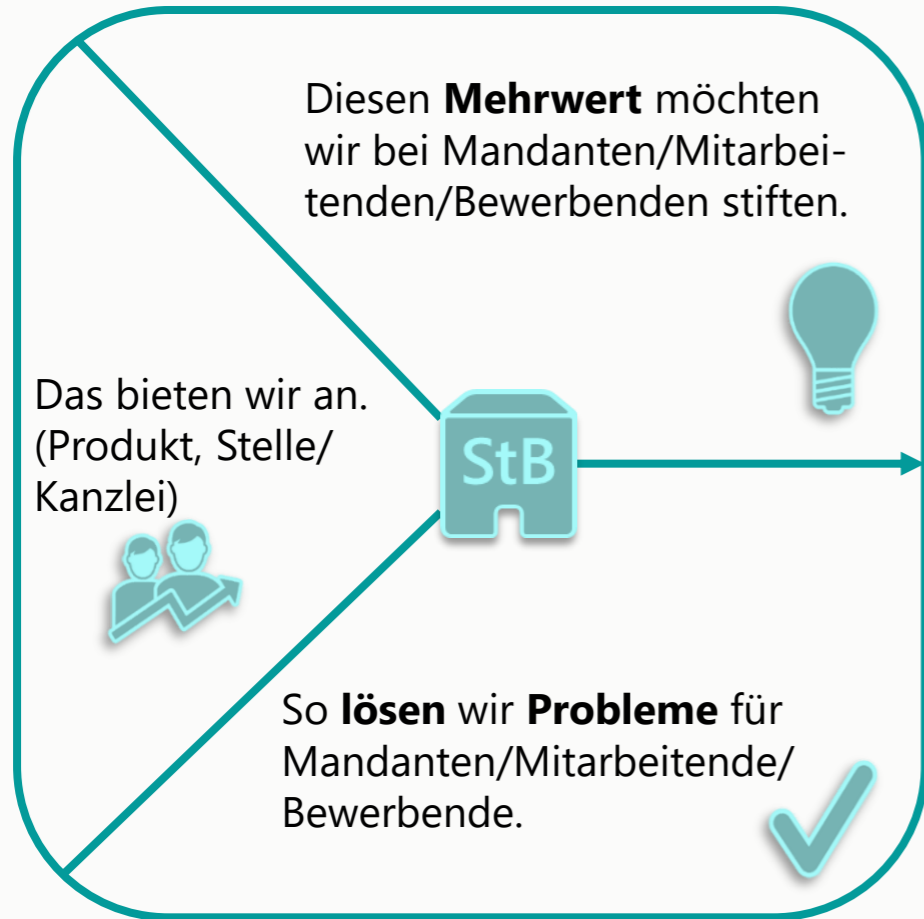 Diesen Mehrwert möchten
wir bei Mandanten/Mitarbei-
tenden/Bewerbenden stiften.
Das bieten wir an.
(Produkt, Stelle/
Kanzlei)
StB
So lösen wir Probleme für
Mandanten/Mitarbeitende/
Bewerbende.